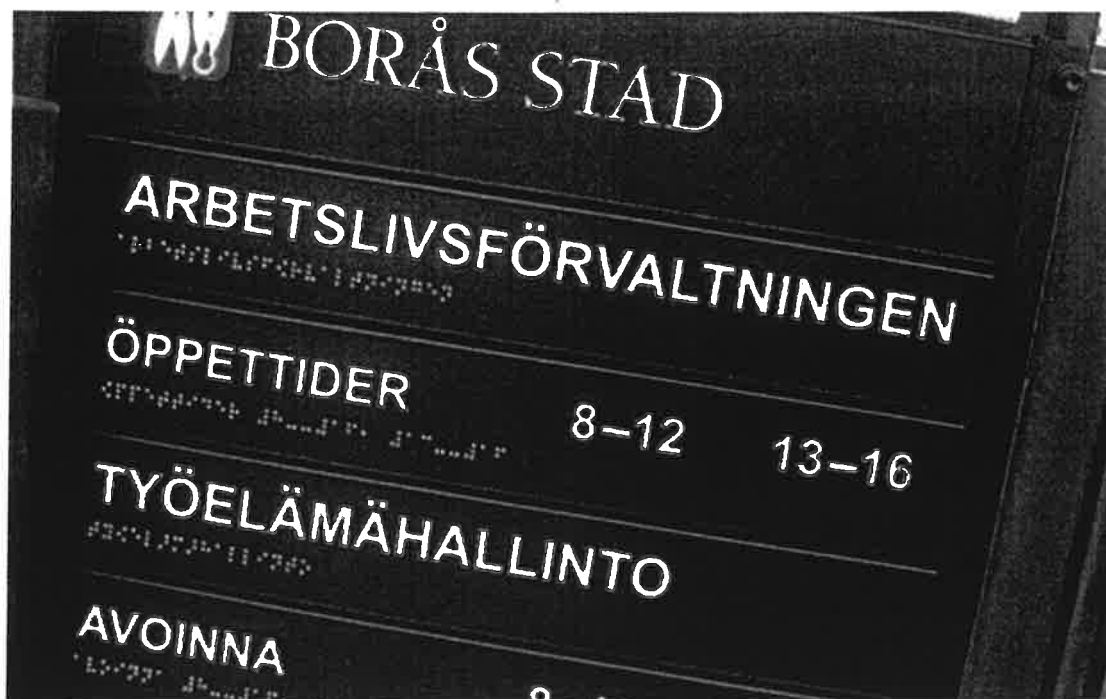 BORÅS STAD
ARBETSLIVSFÖRVALTNINGEN
ÖPPETTIDER 8–12 13–16
TYÖELÄMÄHALLINTO
AVOINNA